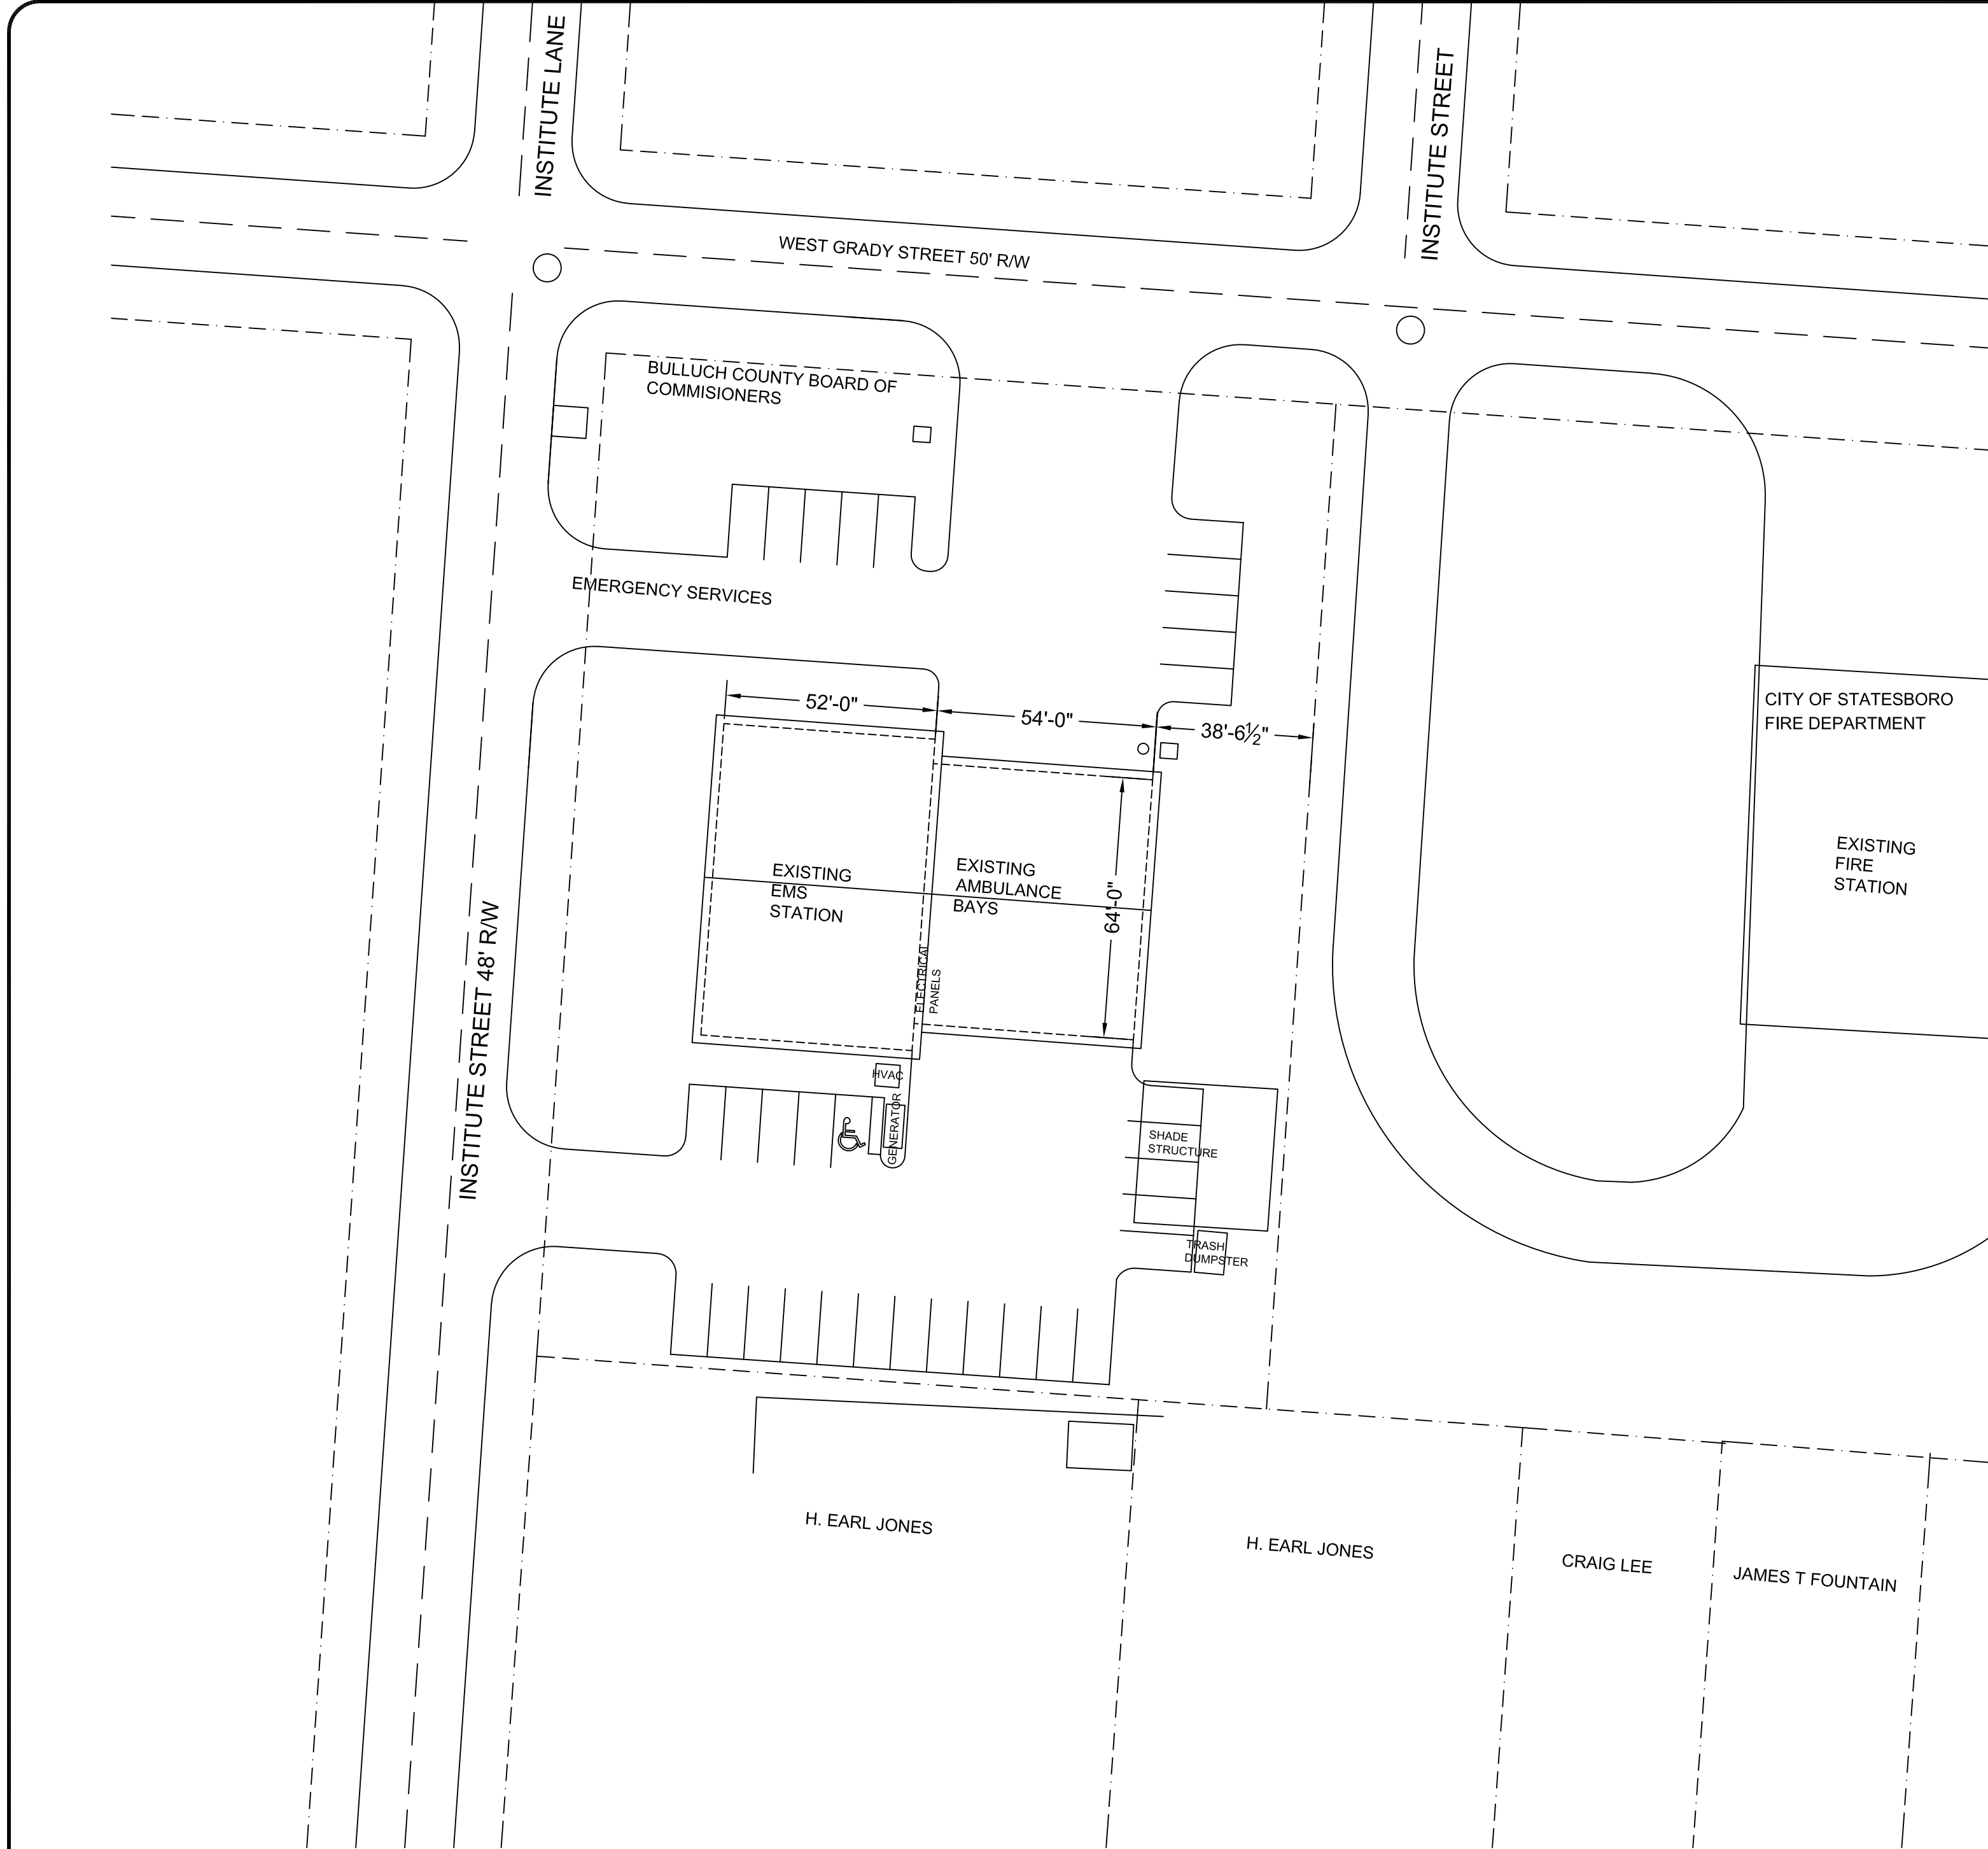 INSTITUTE LANE
INSTITUTE STREET
WEST GRADY STREET 50' R/W
BULLUCH COUNTY BOARD OF
COMMISIONERS
EMERGENCY SERVICES
52'-0"
54'-0"
38'-6½"
CITY OF STATESBORO
FIRE DEPARTMENT
EXISTING
FIRE
STATION
EXISTING
EMS
STATION
EXISTING
AMBULANCE
BAYS
64'-0"
ELECTRICAL
PANELS
INSTITUTE STREET 48' R/W
HVAC
GENERATOR
SHADE
STRUCTURE
TRASH
DUMPSTER
H. EARL JONES
H. EARL JONES
CRAIG LEE
JAMES T FOUNTAIN